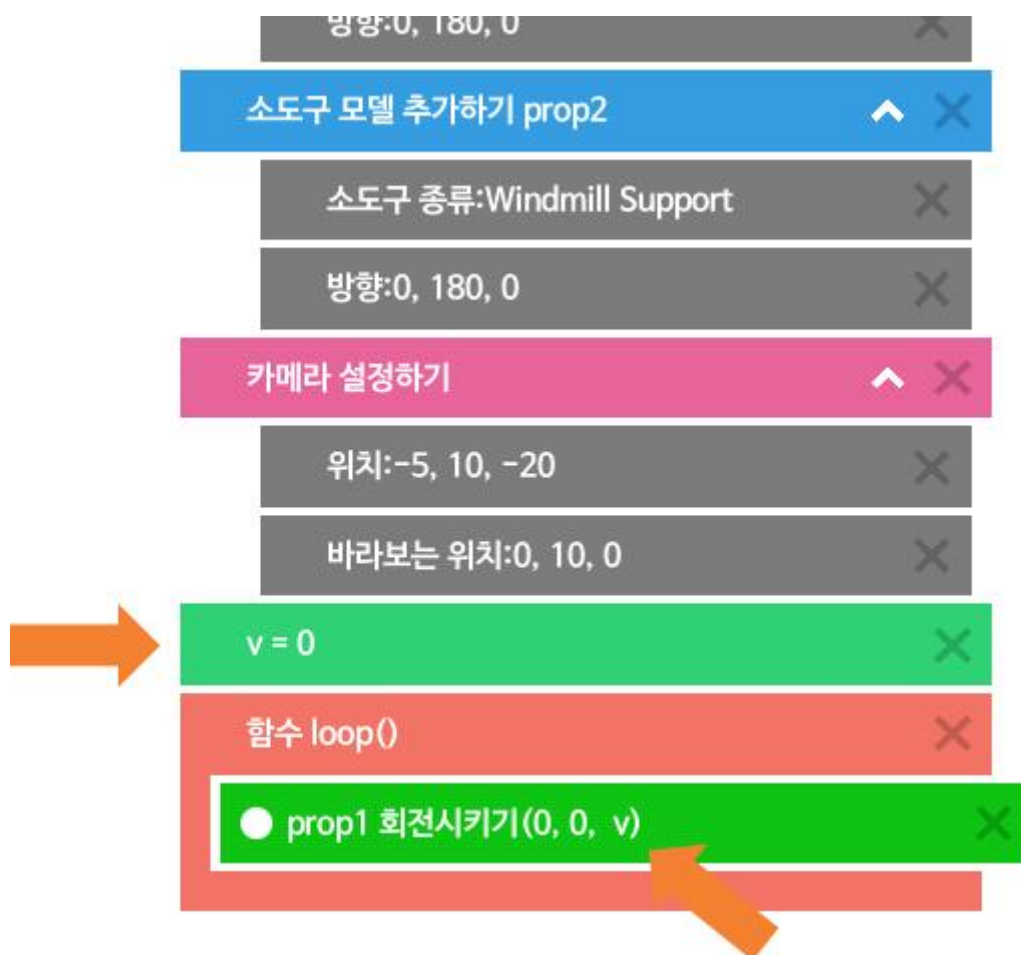 방향:0, 180, 0
소도구 모델 추가하기 prop2
소도구 종류:Windmill Support
방향:0, 180, 0
카메라 설정하기
위치:-5, 10, -20
바라보는 위치:0, 10, 0
v = 0
함수 loop()
prop1 회전시키기(0, 0, v)